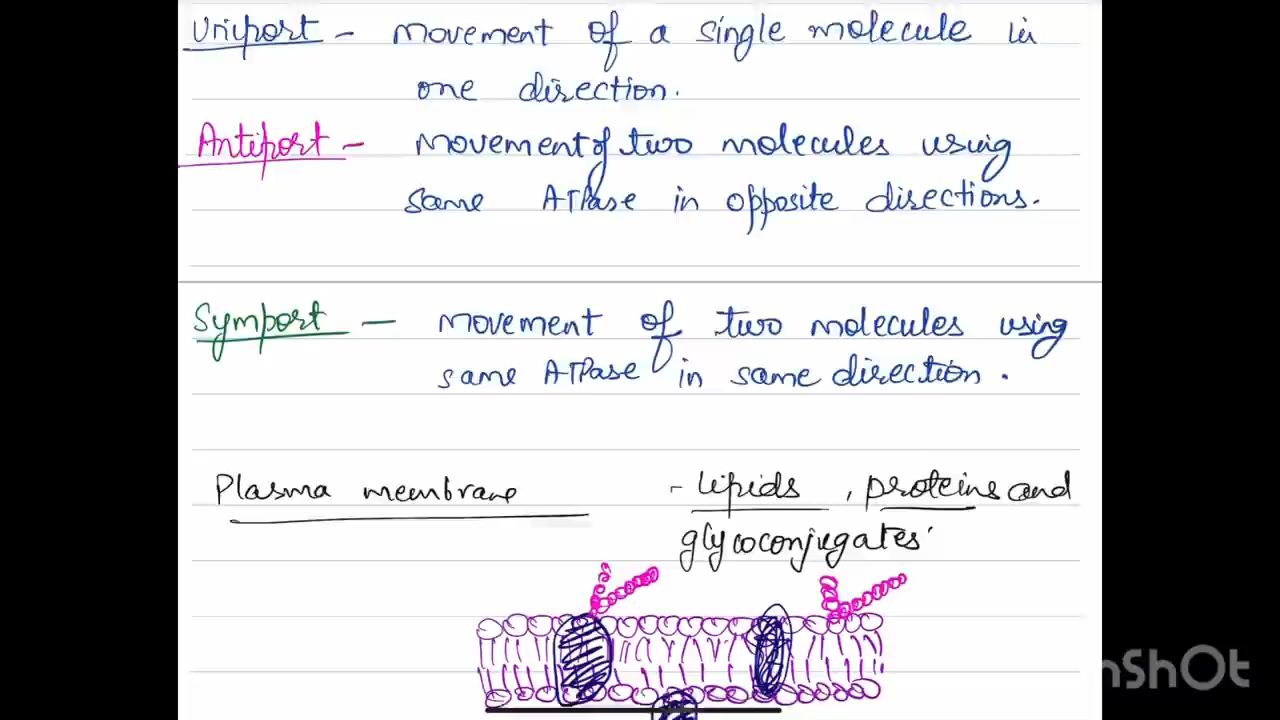 Uniport - movement of a single molecule in
one direction.
Antiport - movement of two molecules using
same ATPase in opposite directions.
Symport - movement of two molecules using
same ATPase in same direction.
Plasma membrane - lipids, proteins and
glycoconjugates
nShOt